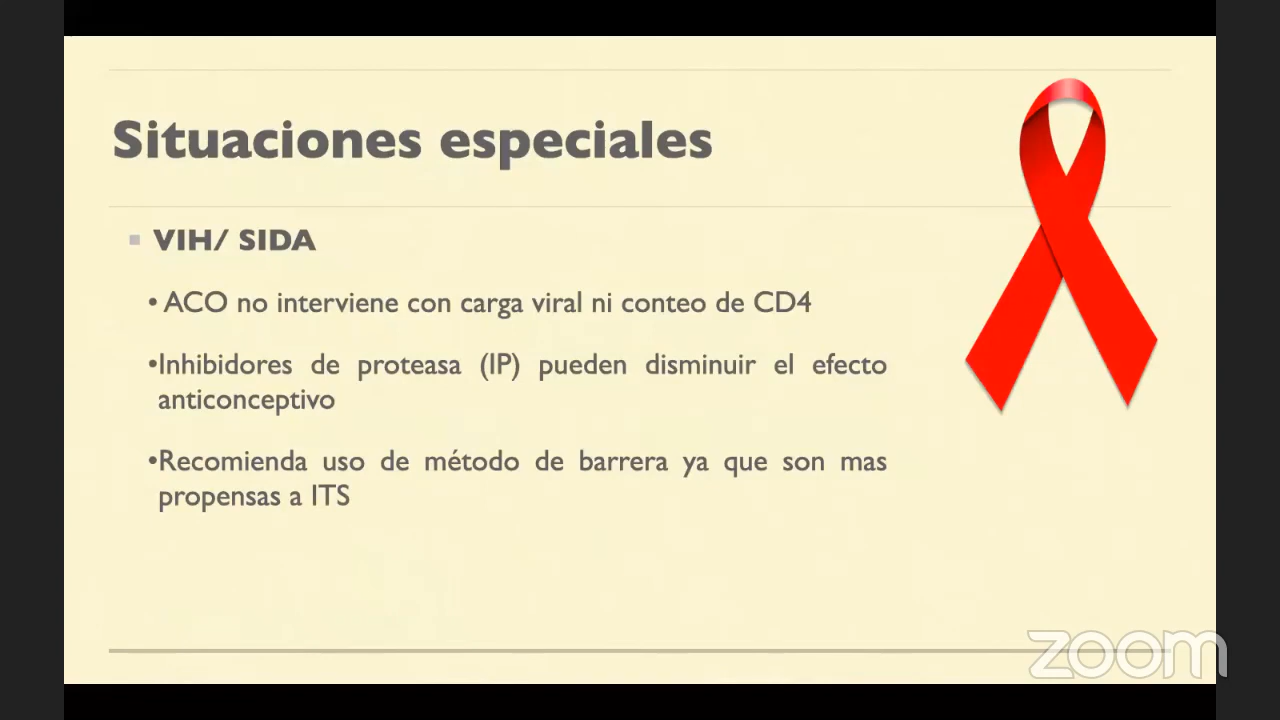 Situaciones especiales
VIH/ SIDA
• ACO no interviene con carga viral ni conteo de CD4
•Inhibidores de proteasa (IP) pueden disminuir el efecto
anticonceptivo
•Recomienda uso de método de barrera ya que son mas
propensas a ITS
zoom